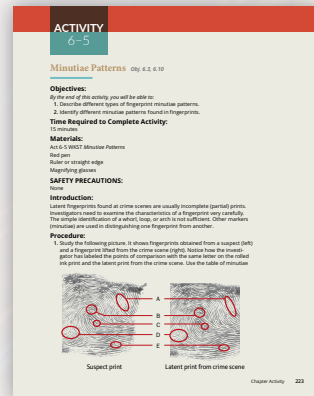 ACTIVITY
6–5
Minutiae Patterns Obj. 6.3, 6.10
Objectives:
By the end of this activity, you will be able to:
1. Describe different types of fingerprint minutiae patterns.
2. Identify different minutiae patterns found in fingerprints.
Time Required to Complete Activity:
15 minutes
Materials:
Act 6-5 WKST Minutiae Patterns
Red pen
Ruler or straight edge
Magnifying glasses
SAFETY PRECAUTIONS:
None
Introduction:
Latent fingerprints found at crime scenes are usually incomplete (partial) prints.
Investigators need to examine the characteristics of a fingerprint very carefully.
The simple identification of a whorl, loop, or arch is not sufficient. Other markers
(minutiae) are used in distinguishing one fingerprint from another.
Procedure:
1. Study the following picture. It shows fingerprints obtained from a suspect (left)
and a fingerprint lifted from the crime scene (right). Notice how the investi-
gator has labeled the points of comparison with the same letter on the rolled
ink print and the latent print from the crime scene. Use the table of minutiae
A
B
C
D
E
Suspect print
Latent print from crime scene
Chapter Activity 223